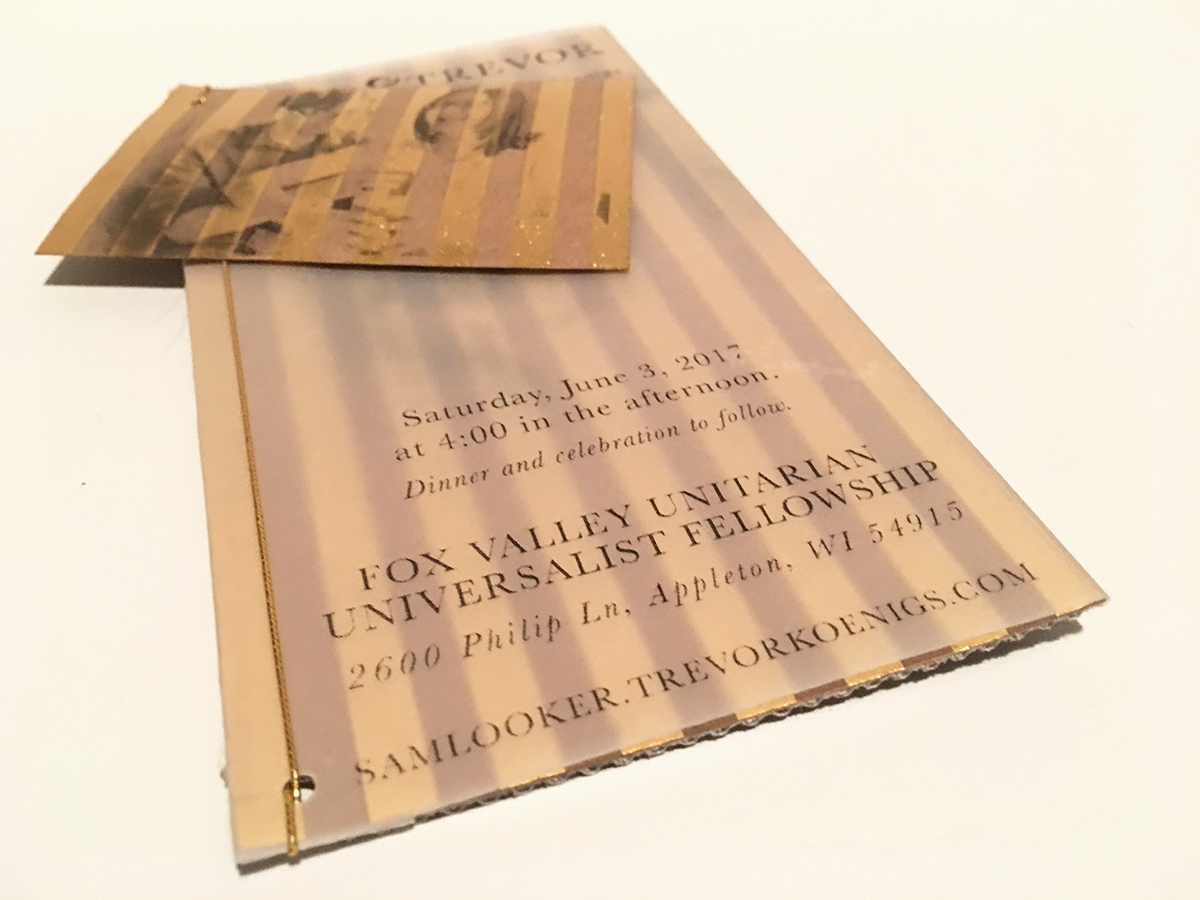 & TREVOR
Saturday, June 3, 2017
at 4:00 in the afternoon.
Dinner and celebration to follow.
FOX VALLEY UNITARIAN
UNIVERSALIST FELLOWSHIP
2600 Philip Ln, Appleton, WI 54915
SAMLOOKER.TREVORKOENIGS.COM